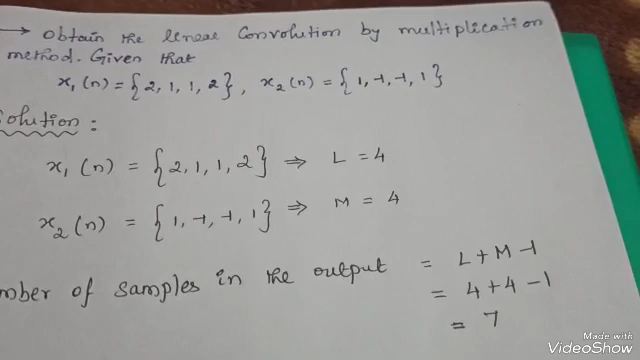 → Obtain the linear Convolution by multiplication
method. Given that
x₁(n) = {2, 1, 1, 2}, x₂(n) = {1, -1, -1, 1}
Solution :
x₁(n) = {2, 1, 1, 2} ⇒ L = 4
x₂(n) = {1, -1, -1, 1} ⇒ M = 4
mber of samples in the output = L + M - 1
= 4 + 4 - 1
= 7
Made with
VideoShow